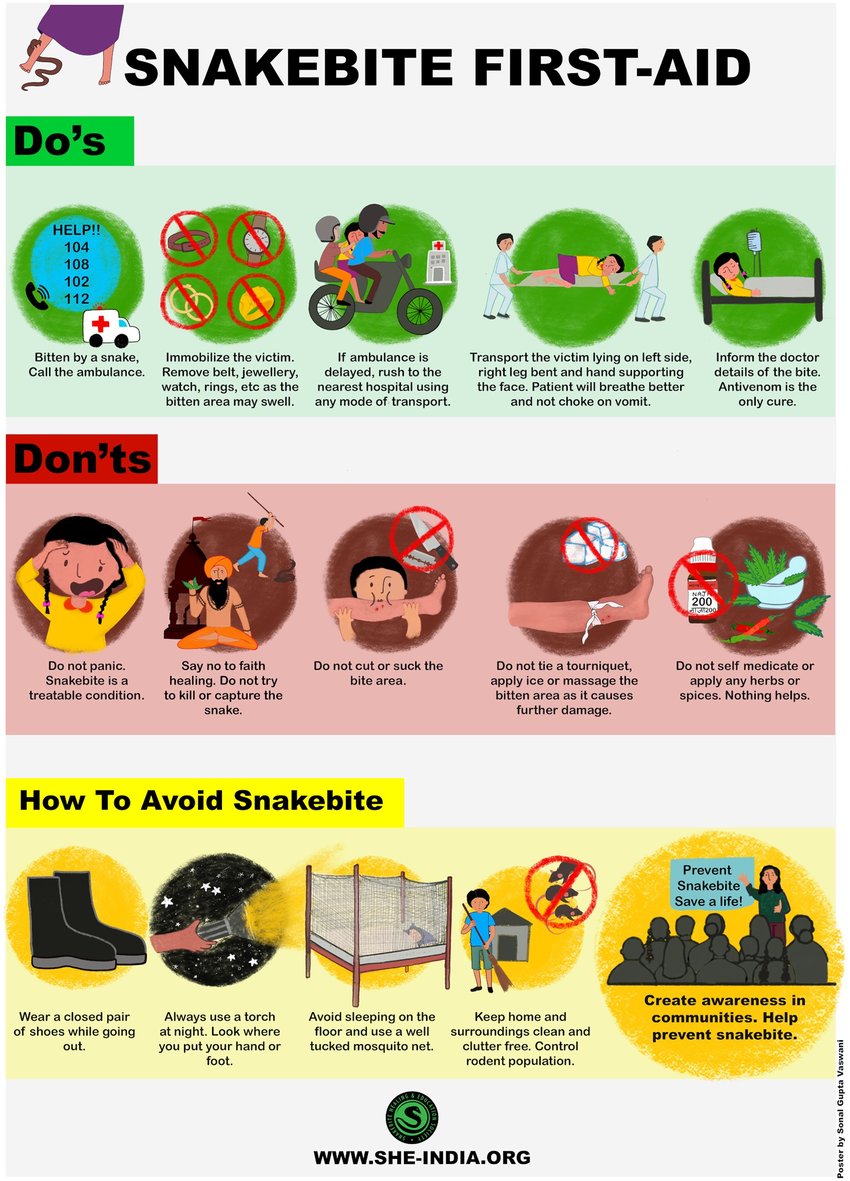 SNAKEBITE FIRST-AID
Do's
HELP!!
104
108
102
112
Bitten by a snake,
Call the ambulance.
Immobilize the victim.
Remove belt, jewellery,
watch, rings, etc as the
bitten area may swell.
If ambulance is
delayed, rush to the
nearest hospital using
any mode of transport.
Transport the victim lying on left side,
right leg bent and hand supporting
the face. Patient will breathe better
and not choke on vomit.
Inform the doctor
details of the bite.
Antivenom is the
only cure.
Don'ts
Do not panic.
Snakebite is a
treatable condition.
Say no to faith
healing. Do not try
to kill or capture the
snake.
Do not cut or suck the
bite area.
Do not tie a tourniquet,
apply ice or massage the
bitten area as it causes
further damage.
NAJA
200
Do not self medicate or
apply any herbs or
spices. Nothing helps.
How To Avoid Snakebite
Wear a closed pair
of shoes while going
out.
Always use a torch
at night. Look where
you put your hand or
foot.
Avoid sleeping on the
floor and use a well
tucked mosquito net.
Keep home and
surroundings clean and
clutter free. Control
rodent population.
Prevent
Snakebite
Save a life!
Create awareness in
communities. Help
prevent snakebite.
SNAKEBITE HEALING & EDUCATION SOCIETY
S
WWW.SHE-INDIA.ORG
Poster by Sonal Gupta Vaswani